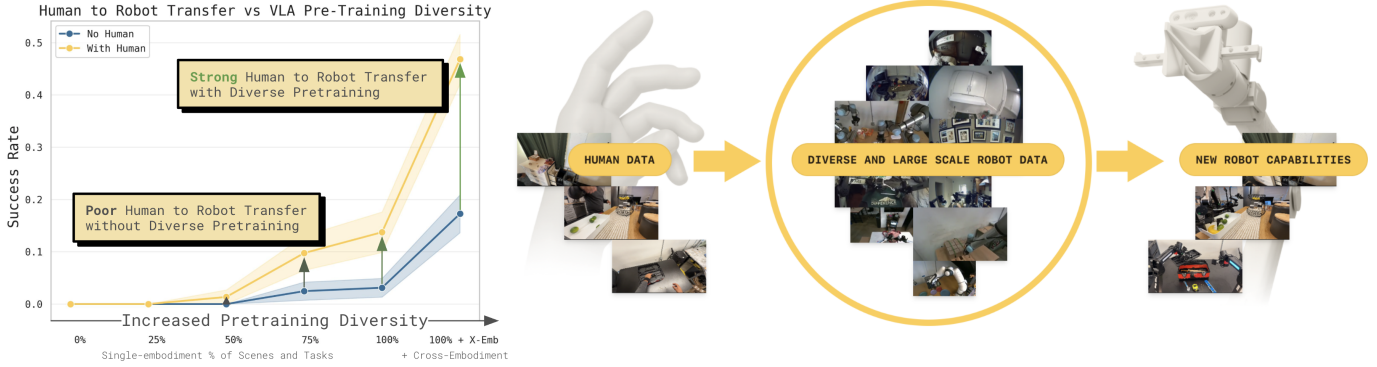 Human to Robot Transfer vs VLA Pre-Training Diversity
No Human
With Human
Strong Human to Robot Transfer
with Diverse Pretraining
Poor Human to Robot Transfer
without Diverse Pretraining
Success Rate
0.5
0.4
0.3
0.2
0.1
0.0
Increased Pretraining Diversity
0% 25% 50% 75% 100% 100% + X-Emb
Single-embodiment % of Scenes and Tasks + Cross-Embodiment
HUMAN DATA
DIVERSE AND LARGE SCALE ROBOT DATA
NEW ROBOT CAPABILITIES